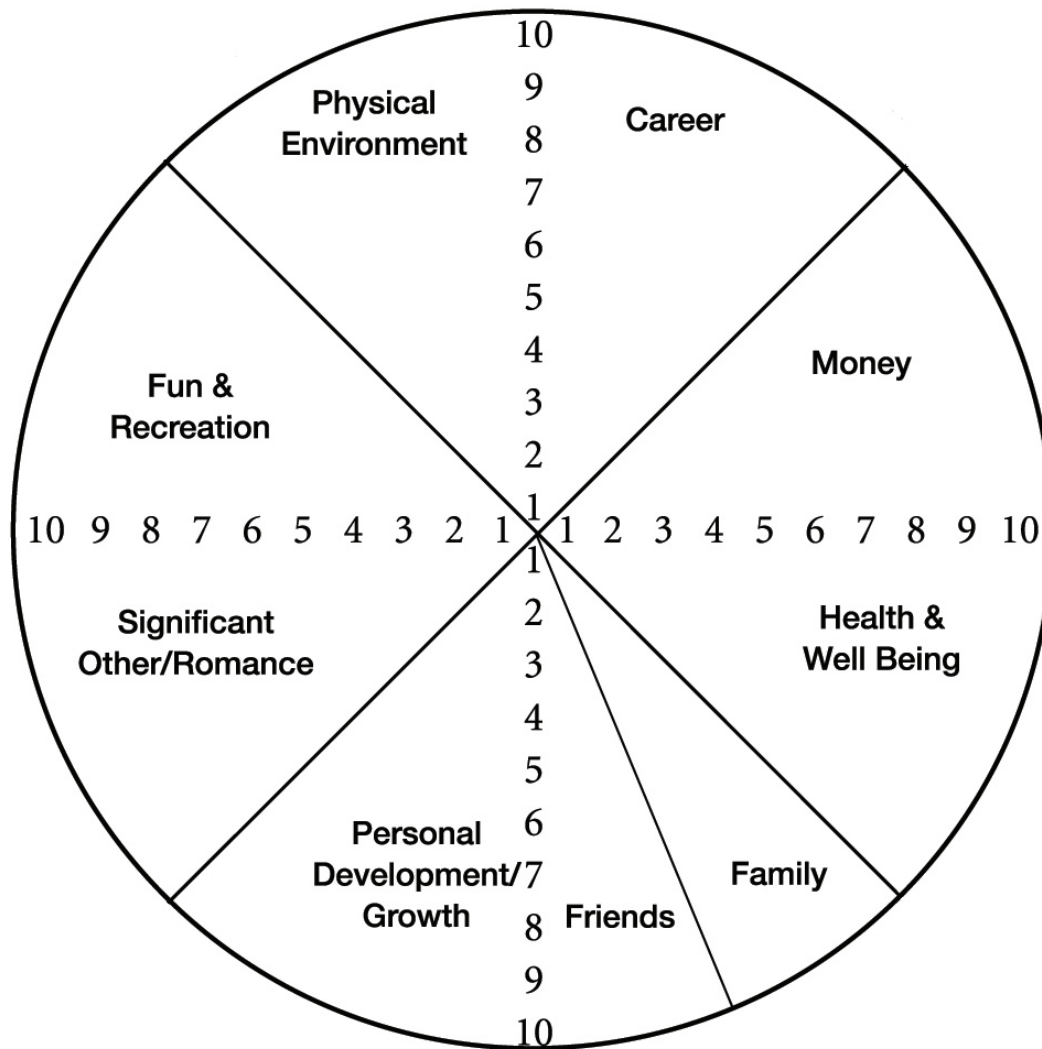 10
9
Physical
Environment
Career
8
7
6
5
4
3
2
1
Money
Fun &
Recreation
10 9 8 7 6 5 4 3 2 1 1 2 3 4 5 6 7 8 9 10
1
2
3
4
5
6
7
8
9
10
Significant
Other/Romance
Health &
Well Being
Personal
Development/
Growth
Friends
Family